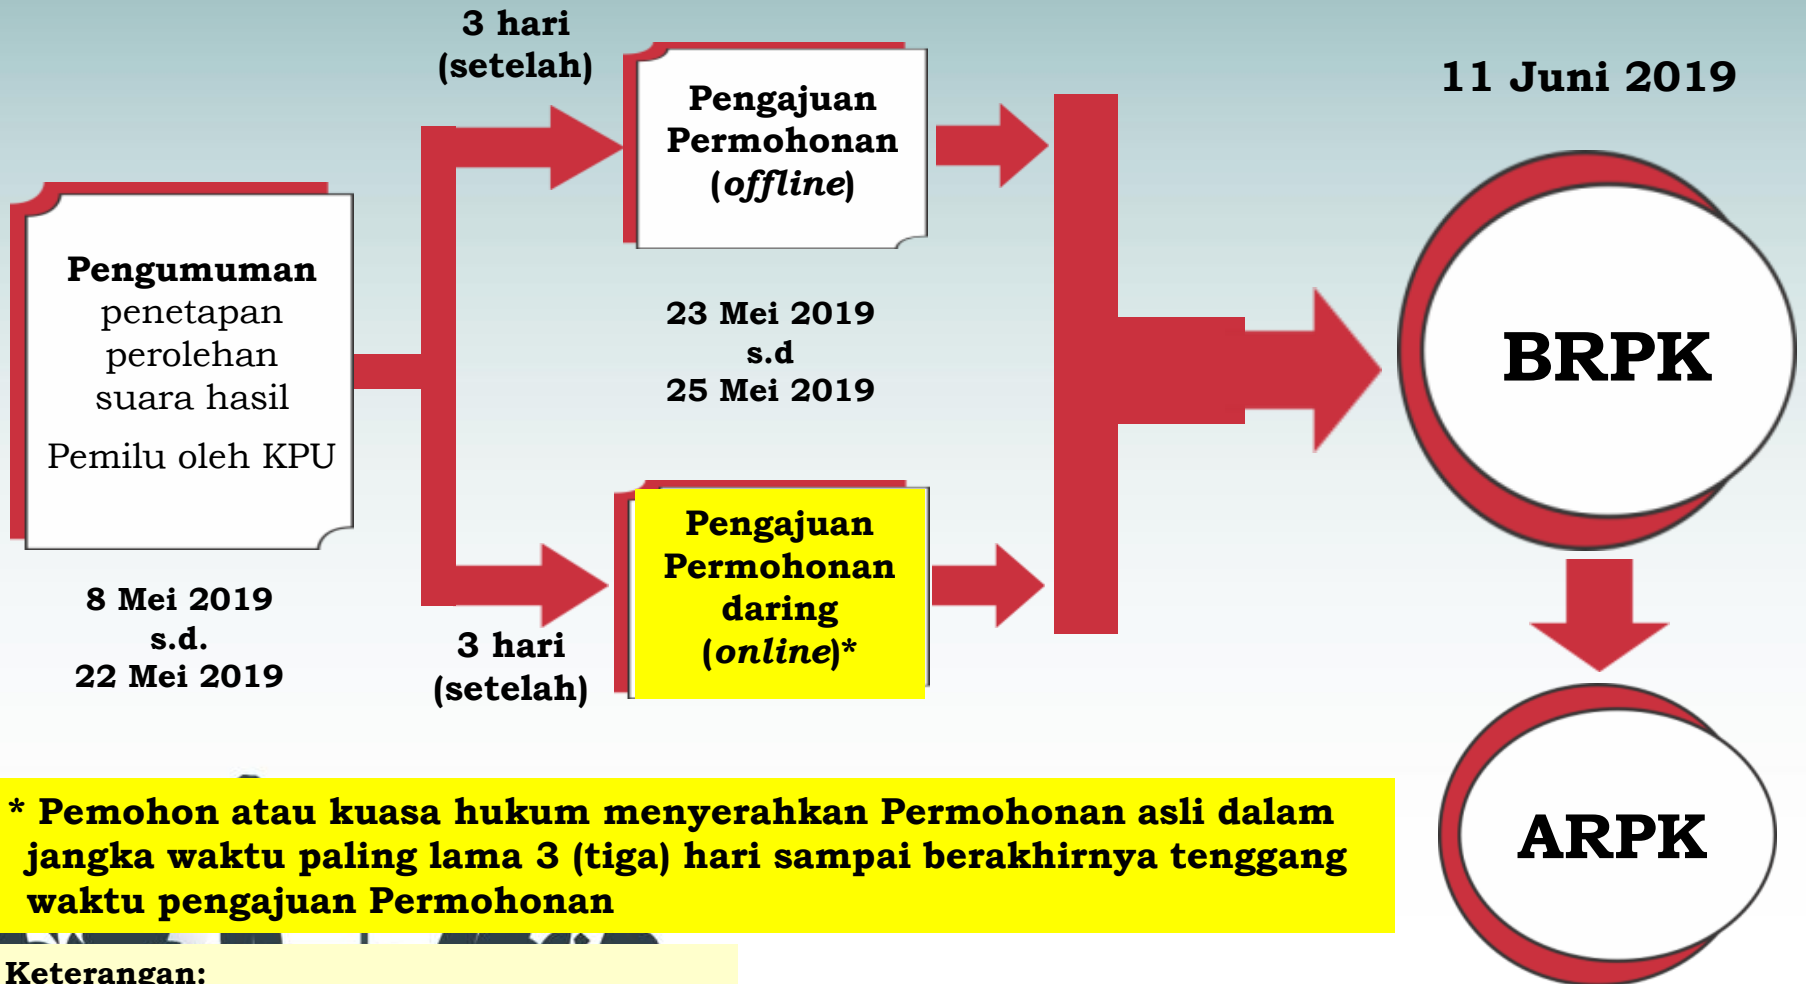 3 hari
(setelah)
Pengajuan
Permohonan
(offline)
11 Juni 2019
Pengumuman
penetapan
perolehan
suara hasil
Pemilu oleh KPU
23 Mei 2019
s.d
25 Mei 2019
BRPK
8 Mei 2019
s.d.
22 Mei 2019
3 hari
(setelah)
Pengajuan
Permohonan
daring
(online)*
ARPK
* Pemohon atau kuasa hukum menyerahkan Permohonan asli dalam
jangka waktu paling lama 3 (tiga) hari sampai berakhirnya tenggang
waktu pengajuan Permohonan
Keterangan: